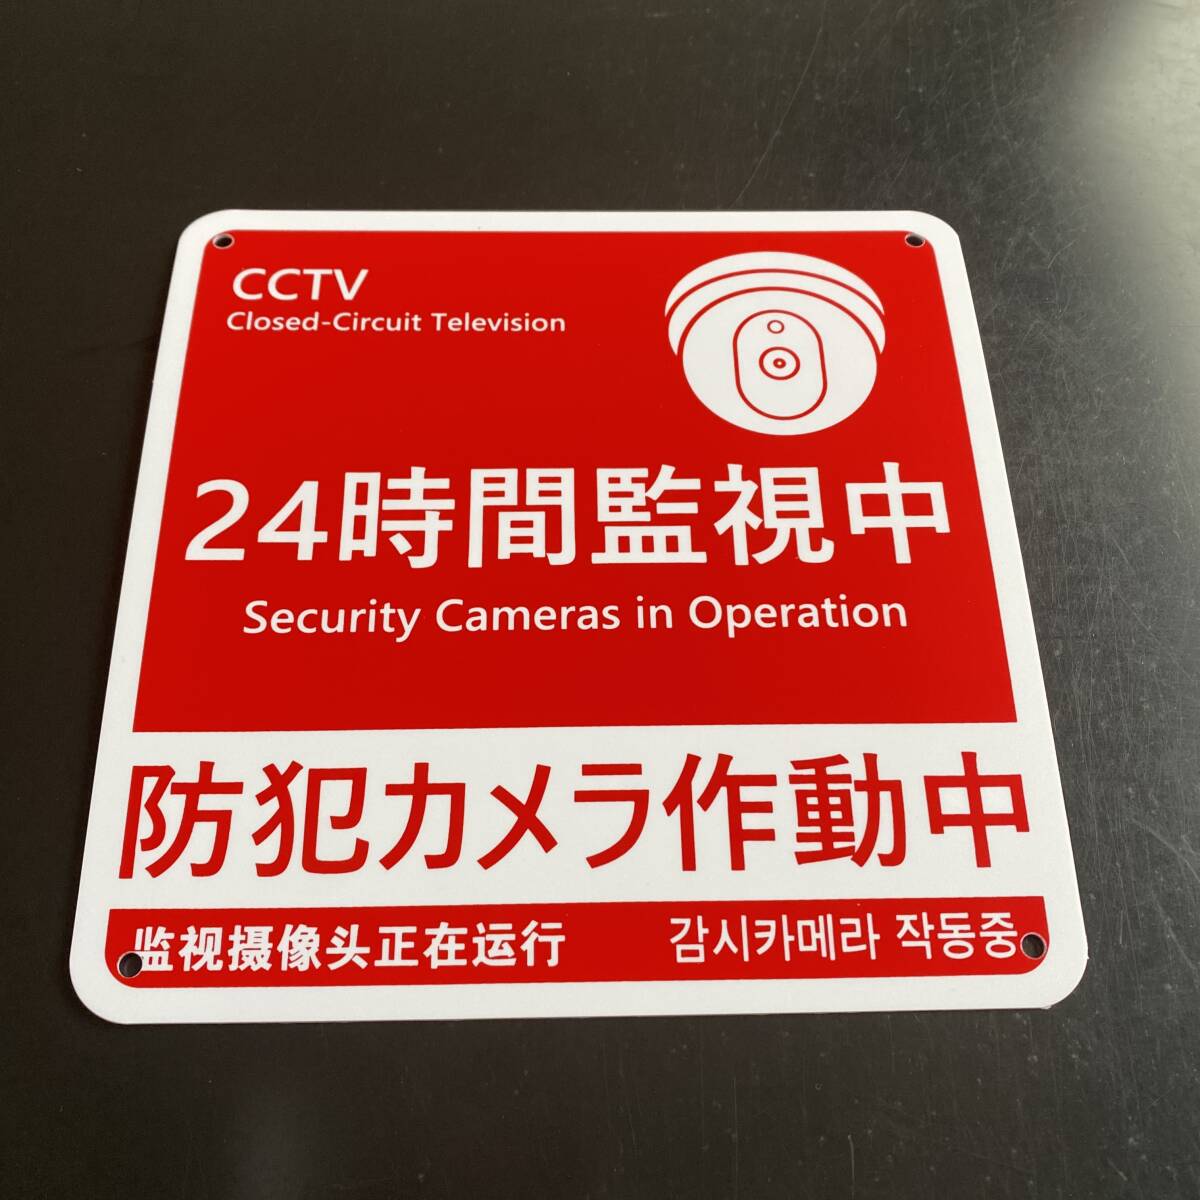 CCTV
Closed-Circuit Television
24時間監視中
Security Cameras in Operation
防犯カメラ作動中
监视摄像头正在运行 감시카메라 작동중